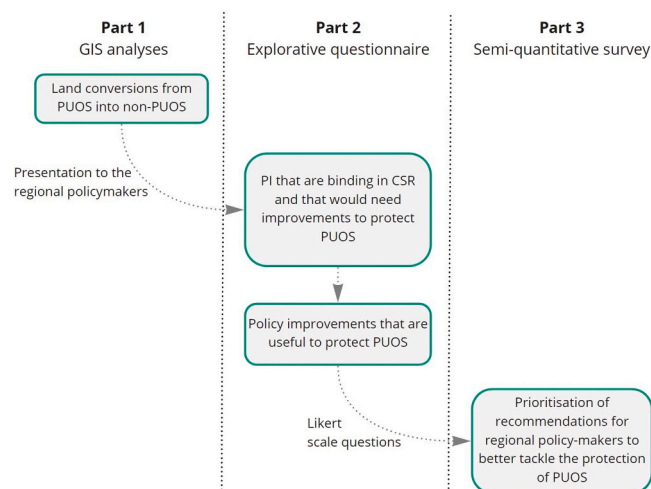 Part 1
GIS analyses
Land conversions from
PUOS into non-PUOS
Presentation to the
regional policymakers
Part 2
Explorative questionnaire
PI that are binding in CSR
and that would need
improvements to protect
PUOS
Policy improvements that are
useful to protect PUOS
Likert
scale questions
Part 3
Semi-quantitative survey
Prioritisation of
recommendations for
regional policy-makers to
better tackle the protection
of PUOS